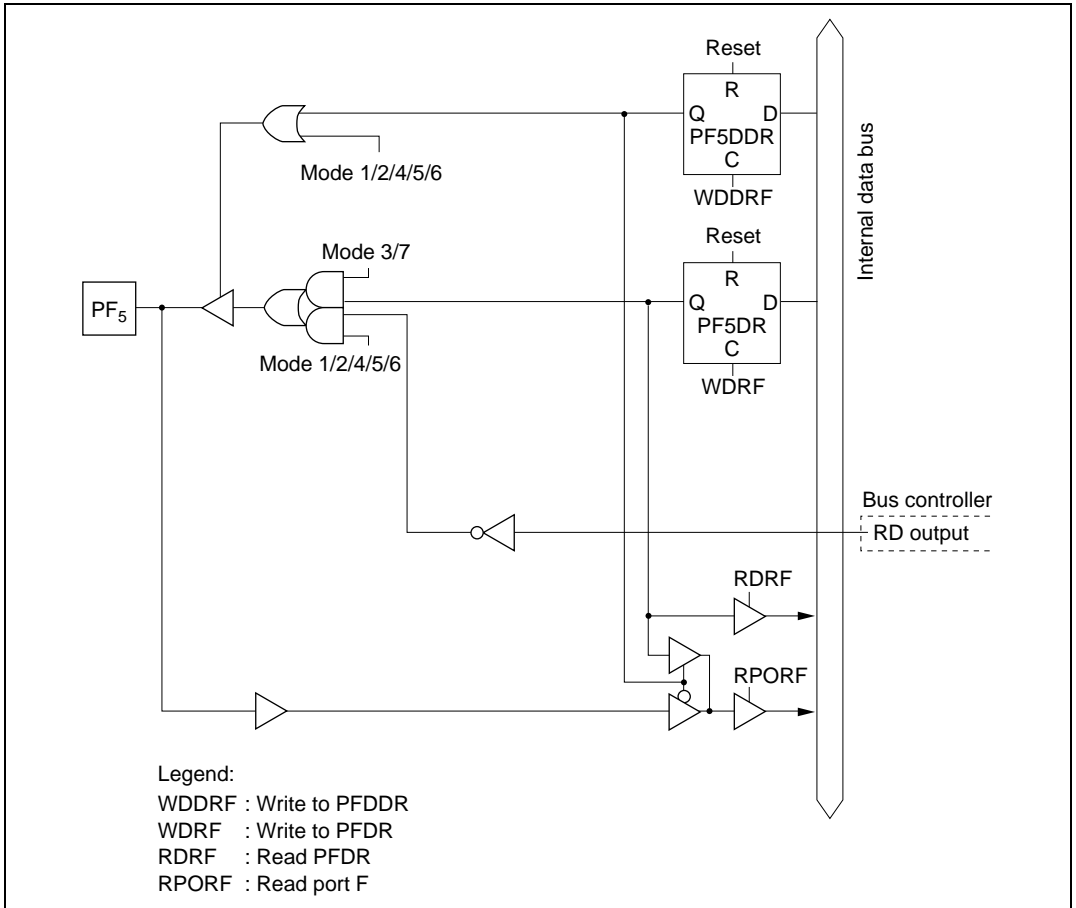 Reset
R
Q D
PF5DDR
C
WDDRF
Mode 1/2/4/5/6
Internal data bus
Reset
R
Q D
PF5DR
C
WDRF
Mode 3/7
PF5
Mode 1/2/4/5/6
Bus controller
RD output
RDRF
RPORF
Legend:
WDDRF : Write to PFDDR
WDRF : Write to PFDR
RDRF : Read PFDR
RPORF : Read port F